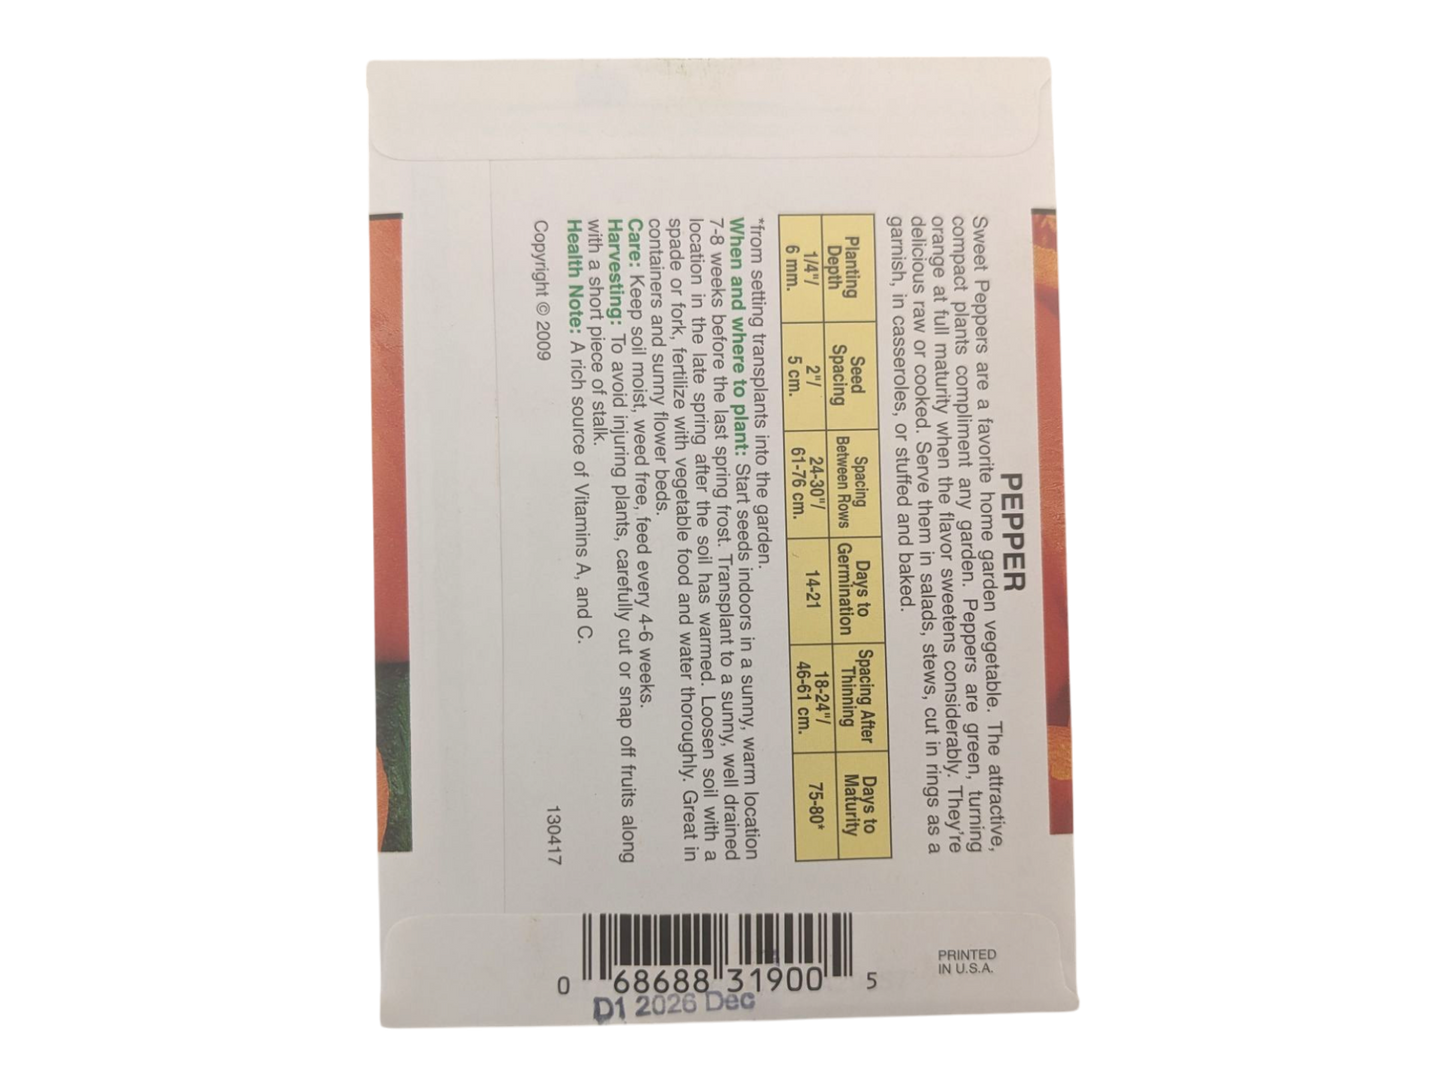 PEPPER
Sweet Peppers are a favorite home garden vegetable. The attractive,
compact plants compliment any garden. Peppers are green, turning
orange at full maturity when the flavor sweetens considerably. They're
delicious raw or cooked. Serve them in salads, stews, cut in rings as a
garnish, in casseroles, or stuffed and baked.
Planting Depth Seed Spacing Spacing Between Rows Days to Germination Spacing After Thinning Days to Maturity
1/4"/ 6 mm. 2"/ 5 cm. 24-30"/ 61-76 cm. 14-21 18-24"/ 46-61 cm. 75-80*
*from setting transplants into the garden.
When and where to plant: Start seeds indoors in a sunny, warm location
7-8 weeks before the last spring frost. Transplant to a sunny, well drained
location in the late spring after the soil has warmed. Loosen soil with a
spade or fork, fertilize with vegetable food and water thoroughly. Great in
containers and sunny flower beds.
Care: Keep soil moist, weed free, feed every 4-6 weeks.
Harvesting: To avoid injuring plants, carefully cut or snap off fruits along
with a short piece of stalk.
Health Note: A rich source of Vitamins A, and C.
Copyright © 2009
130417
PRINTED
IN U.S.A.
0 68688 31900 5
D1 2026 Dec